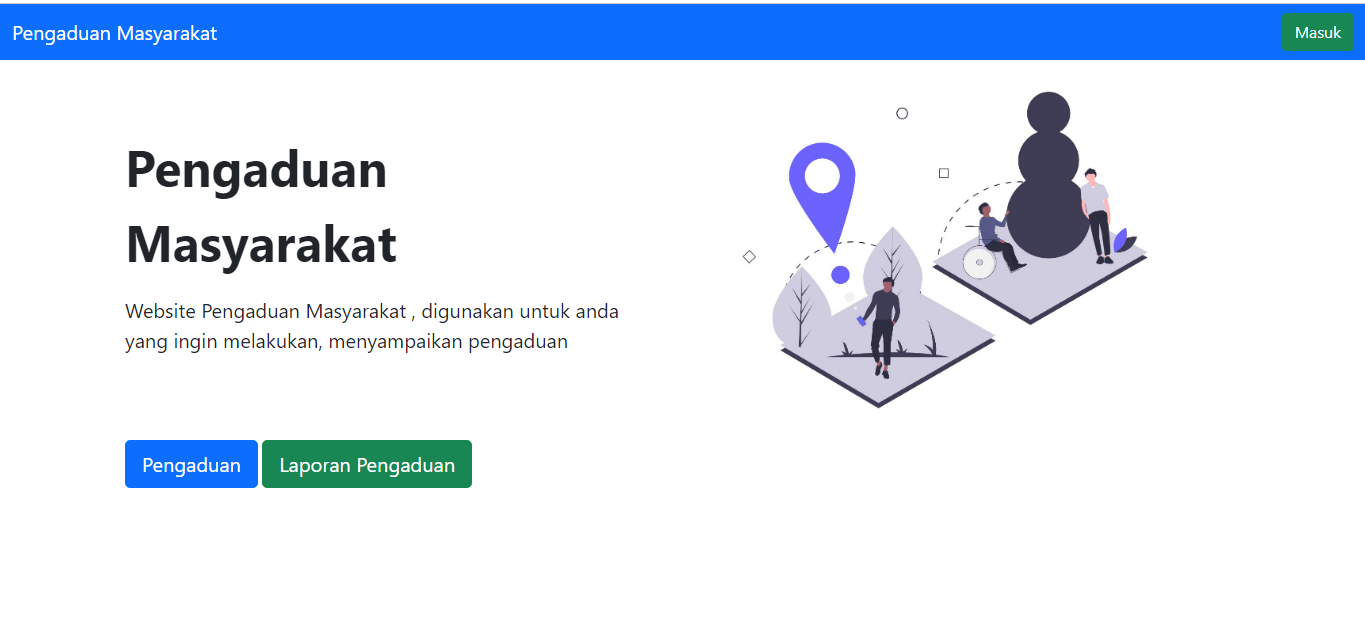 Pengaduan Masyarakat
Masuk
Pengaduan
Masyarakat
Website Pengaduan Masyarakat , digunakan untuk anda
yang ingin melakukan, menyampaikan pengaduan
Pengaduan
Laporan Pengaduan